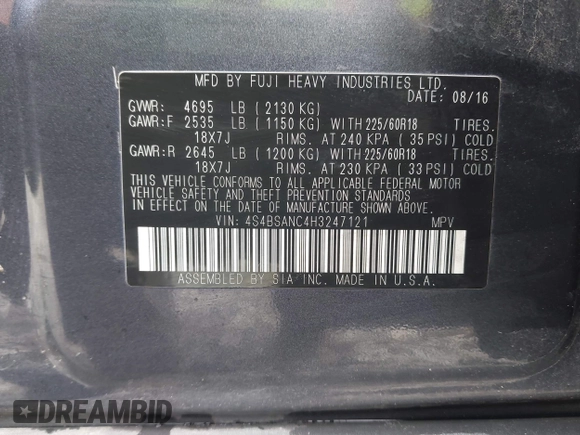 MFD BY FUJI HEAVY INDUSTRIES LTD.
DATE: 08/16
GVWR: 4695 LB ( 2130 KG)
GAWR:F 2535 LB ( 1150 KG) WITH 225/60R18 TIRES.
18X7J RIMS. AT 240 KPA ( 35 PSI) COLD
GAWR:R 2645 LB ( 1200 KG) WITH 225/60R18 TIRES.
18X7J RIMS. AT 230 KPA ( 33 PSI) COLD
THIS VEHICLE CONFORMS TO ALL APPLICABLE FEDERAL MOTOR
VEHICLE SAFETY AND THEFT PREVENTION STANDARDS
IN EFFECT ON THE DATE OF MANUFACTURE SHOWN ABOVE.
VIN: 4S4BSANC4H3247121 MPV
ASSEMBLED BY SIA INC. MADE IN U.S.A.
DREAMBID